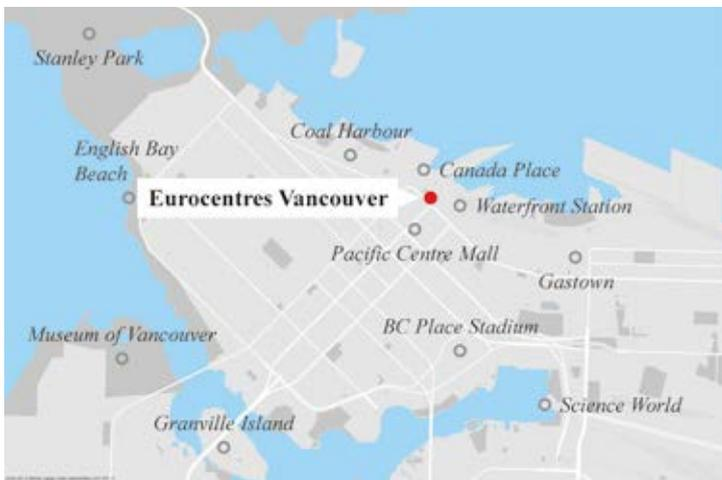 Stanley Park
Coal Harbour
English Bay
Beach
Canada Place
Eurocentres Vancouver
Waterfront Station
Pacific Centre Mall
Gastown
Museum of Vancouver
BC Place Stadium
Granville Island
Science World